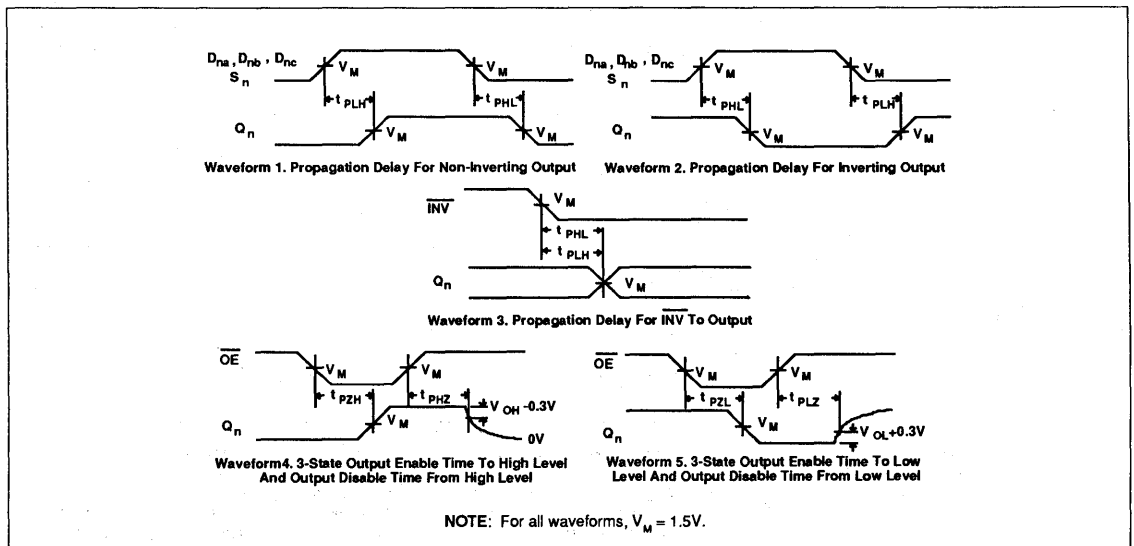 Dna, Dnb, Dnc
Sn
VM
VM
tPLH
tPHL
Qn
VM
VM
Waveform 1. Propagation Delay For Non-Inverting Output
Dna, Dnb, Dnc
Sn
VM
VM
tPHL
tPLH
Qn
VM
VM
Waveform 2. Propagation Delay For Inverting Output
INV
VM
tPHL
tPLH
Qn
VM
Waveform 3. Propagation Delay For INV To Output
OE
VM
VM
tPZH
tPHZ
VOH -0.3V
Qn
VM
0V
Waveform4. 3-State Output Enable Time To High Level
And Output Disable Time From High Level
OE
VM
VM
tPZL
tPLZ
Qn
VM
VOL+0.3V
Waveform 5. 3-State Output Enable Time To Low
Level And Output Disable Time From Low Level
NOTE: For all waveforms, VM = 1.5V.